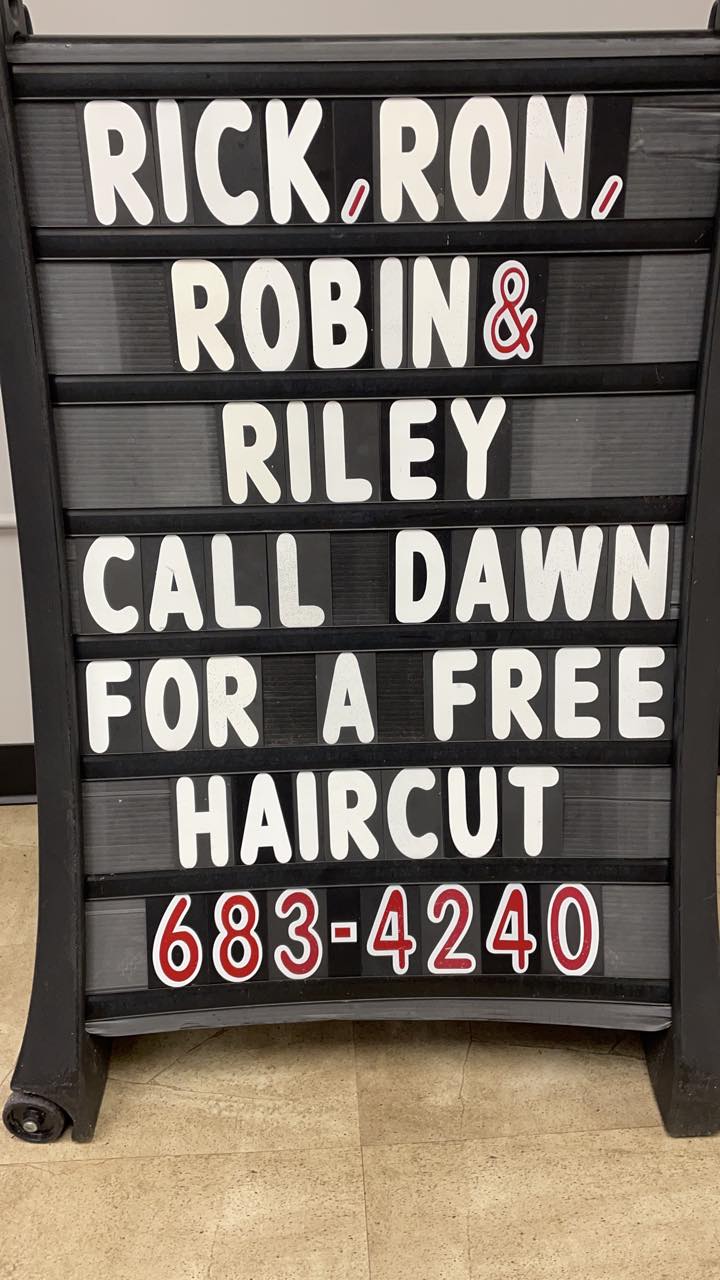 RICK, RON,
ROBIN &
RILEY
CALL DAWN
FOR A FREE
HAIRCUT
683-4240